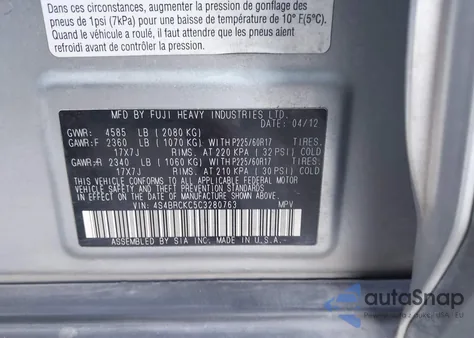 Dans ces circonstances, augmenter la pression de gonflage des
pneus de 1psi (7kPa) pour une baisse de température de 10° F(5°C).
Quand le véhicule a roulé, il faut attendre que les pneus aient
refroidi avant de contrôler la pression.
MFD BY FUJI HEAVY INDUSTRIES LTD.
DATE: 04/12
GVWR: 4585 LB (2080 KG)
GAWR:F 2360 LB (1070 KG) WITH P225/60R17 TIRES.
17X7J RIMS. AT 220 KPA (32 PSI) COLD
GAWR:R 2340 LB (1060 KG) WITH P225/60R17 TIRES.
17X7J RIMS. AT 210 KPA (30 PSI) COLD
THIS VEHICLE CONFORMS TO ALL APPLICABLE FEDERAL MOTOR
VEHICLE SAFETY AND THEFT PREVENTION STANDARDS IN EFFECT ON THE
DATE OF MANUFACTURE SHOWN ABOVE.
VIN: 4S4BRCKC5C3280763 MPV
ASSEMBLED BY SIA INC. MADE IN U.S.A.
autoSnap